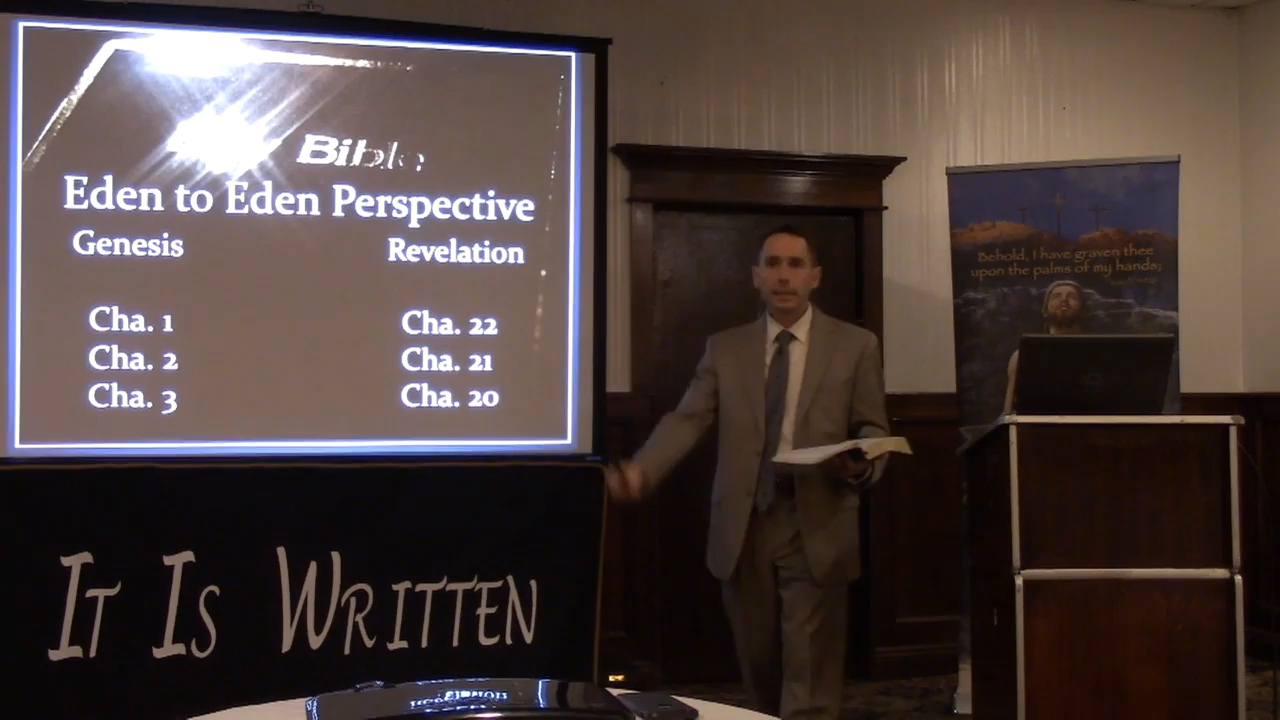 Bible
Eden to Eden Perspective
Genesis
Revelation
Cha. 1
Cha. 22
Cha. 2
Cha. 21
Cha. 3
Cha. 20
It Is Written
Behold, I have graven thee
upon the palms of my hands;